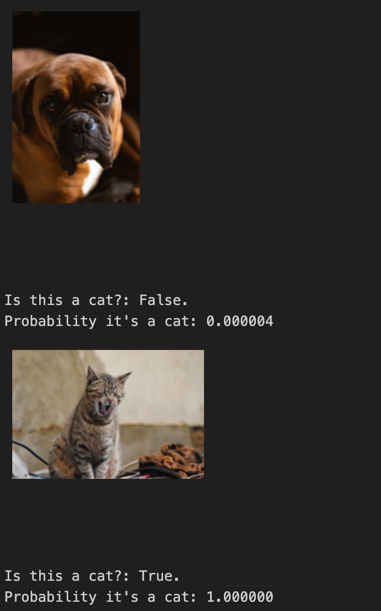 Is this a cat?: False.
Probability it's a cat: 0.000004
Is this a cat?: True.
Probability it's a cat: 1.000000